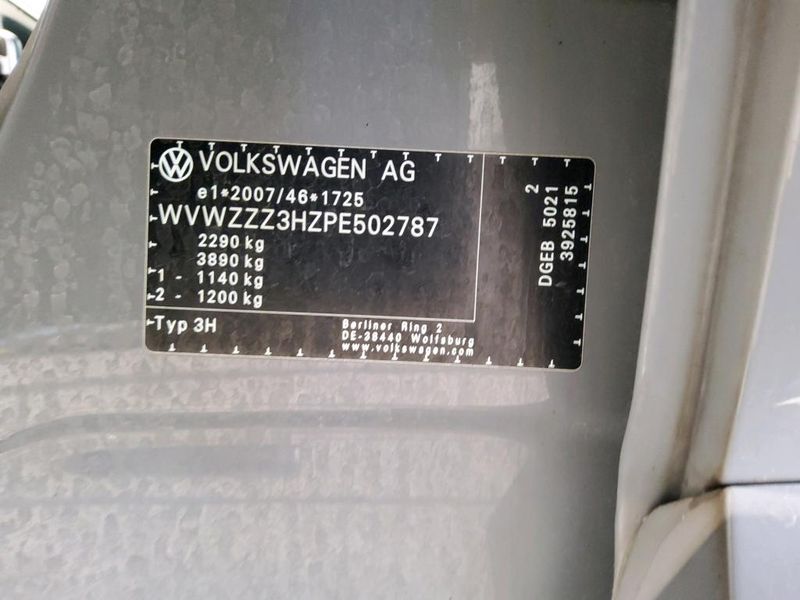 VOLKSWAGEN AG
e1*2007/46*1725
WVWZZZ3HZPE502787
2290 kg
3890 kg
1 - 1140 kg
2 - 1200 kg
Typ 3H
Berliner Ring 2
DE-38440 Wolfsburg
www.volkswagen.com
2
DGEB 5021
3925815